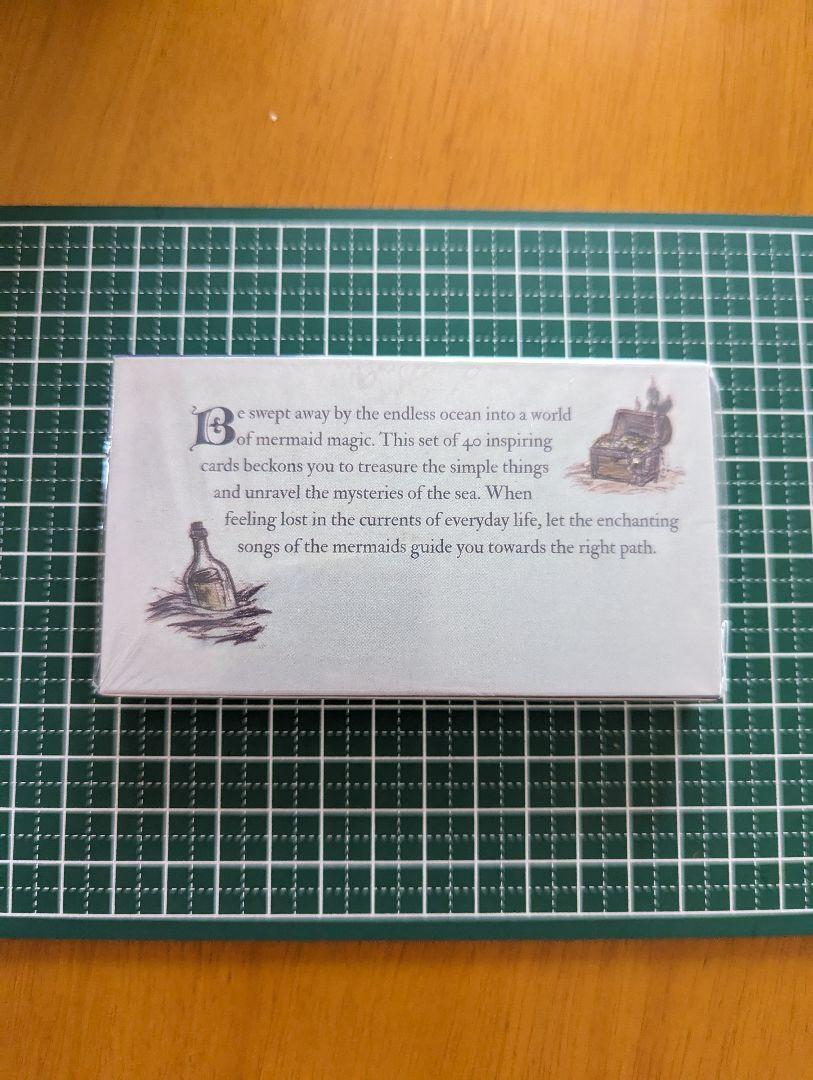 Be swept away by the endless ocean into a world
of mermaid magic. This set of 40 inspiring
cards beckons you to treasure the simple things
and unravel the mysteries of the sea. When
feeling lost in the currents of everyday life, let the enchanting
songs of the mermaids guide you towards the right path.